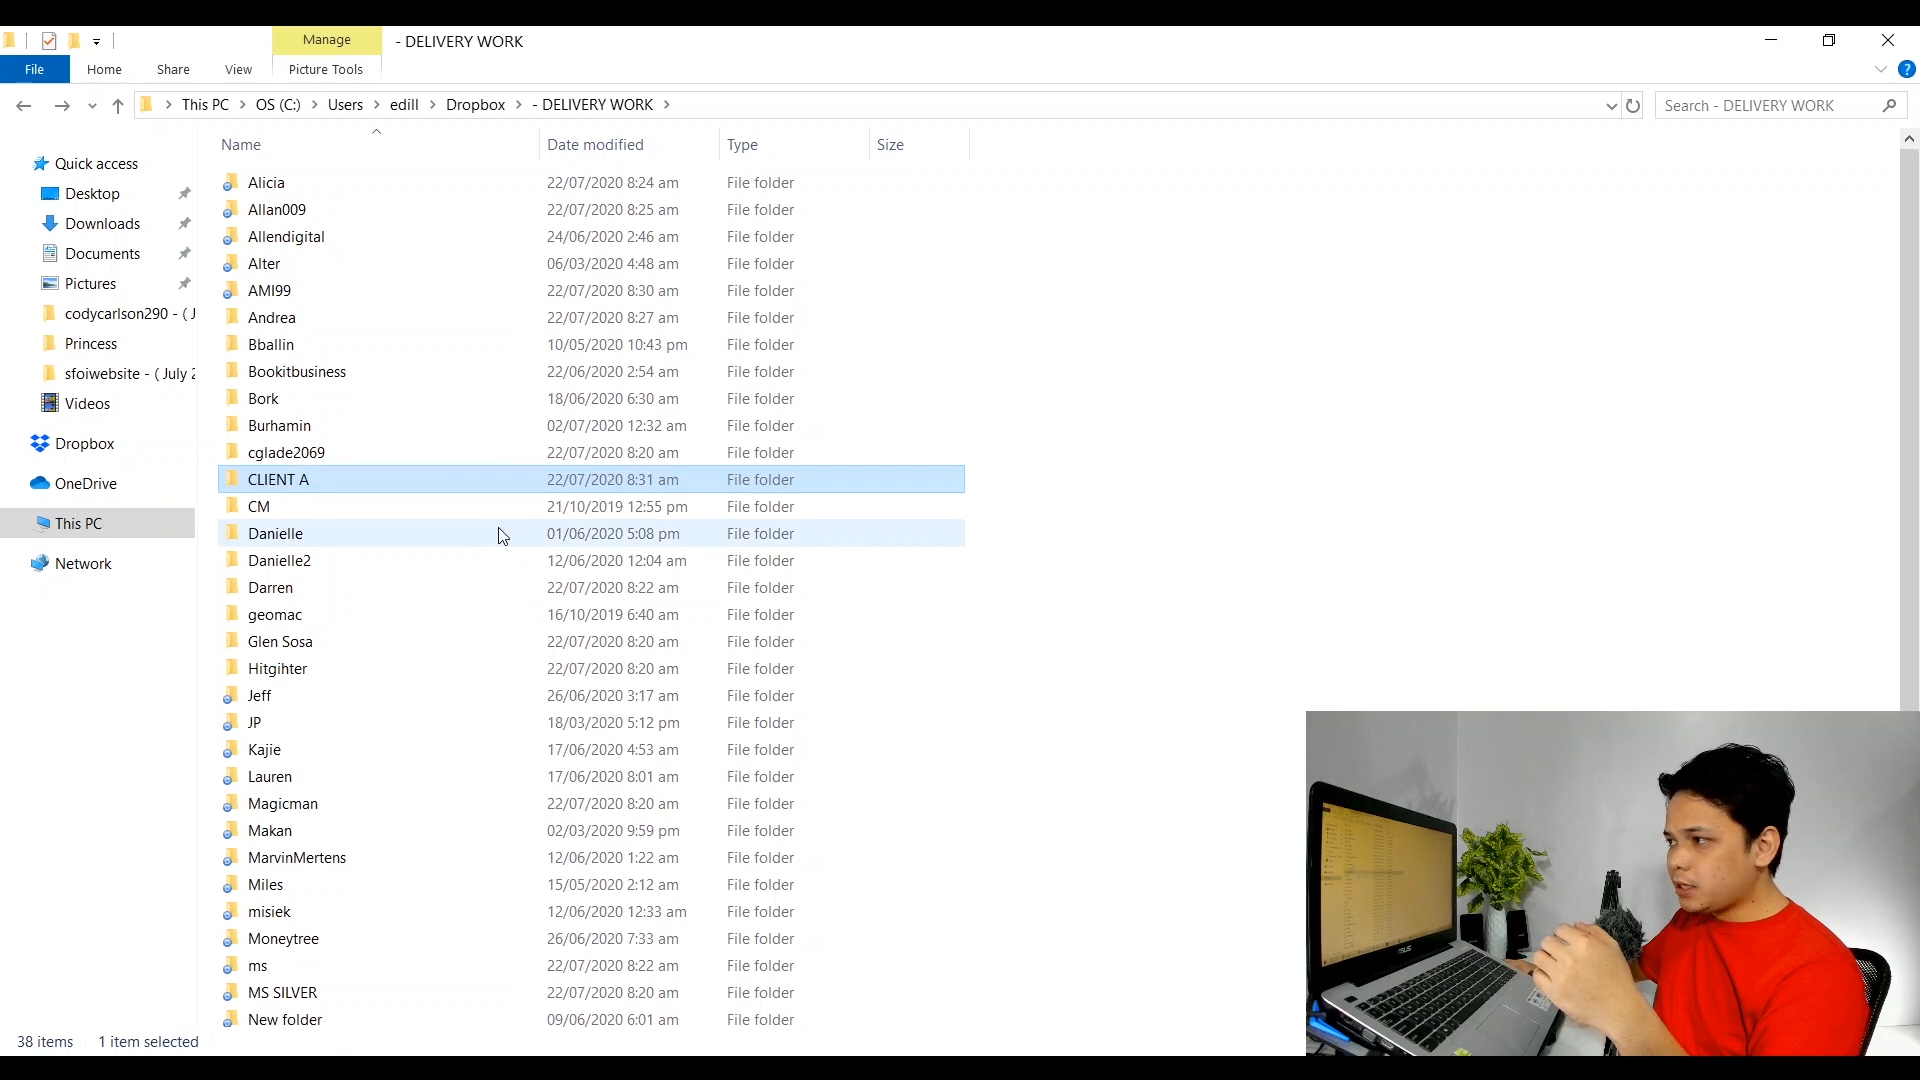 Manage
- DELIVERY WORK
File
Home
Share
View
Picture Tools
This PC
OS (C:)
Users
edill
Dropbox
- DELIVERY WORK
Search - DELIVERY WORK
Name
Date modified
Type
Size
Quick access
Desktop
Downloads
Documents
Pictures
codycarlson290 - ( J
Princess
sfoiwebsite - ( July 2
Videos
Dropbox
OneDrive
This PC
Network
Alicia 22/07/2020 8:24 am File folder
Allan009 22/07/2020 8:25 am File folder
Allendigital 24/06/2020 2:46 am File folder
Alter 06/03/2020 4:48 am File folder
AMI99 22/07/2020 8:30 am File folder
Andrea 22/07/2020 8:27 am File folder
Bballin 10/05/2020 10:43 pm File folder
Bookitbusiness 22/06/2020 2:54 am File folder
Bork 18/06/2020 6:30 am File folder
Burhamin 02/07/2020 12:32 am File folder
cglade2069 22/07/2020 8:20 am File folder
CLIENT A 22/07/2020 8:31 am File folder
CM 21/10/2019 12:55 pm File folder
Danielle 01/06/2020 5:08 pm File folder
Danielle2 12/06/2020 12:04 am File folder
Darren 22/07/2020 8:22 am File folder
geomac 16/10/2019 6:40 am File folder
Glen Sosa 22/07/2020 8:20 am File folder
Hitgihter 22/07/2020 8:20 am File folder
Jeff 26/06/2020 3:17 am File folder
JP 18/03/2020 5:12 pm File folder
Kajie 17/06/2020 4:53 am File folder
Lauren 17/06/2020 8:01 am File folder
Magicman 22/07/2020 8:20 am File folder
Makan 02/03/2020 9:59 pm File folder
MarvinMertens 12/06/2020 1:22 am File folder
Miles 15/05/2020 2:12 am File folder
misiek 12/06/2020 12:33 am File folder
Moneytree 26/06/2020 7:33 am File folder
ms 22/07/2020 8:22 am File folder
MS SILVER 22/07/2020 8:20 am File folder
New folder 09/06/2020 6:01 am File folder
38 items
1 item selected
ASUS